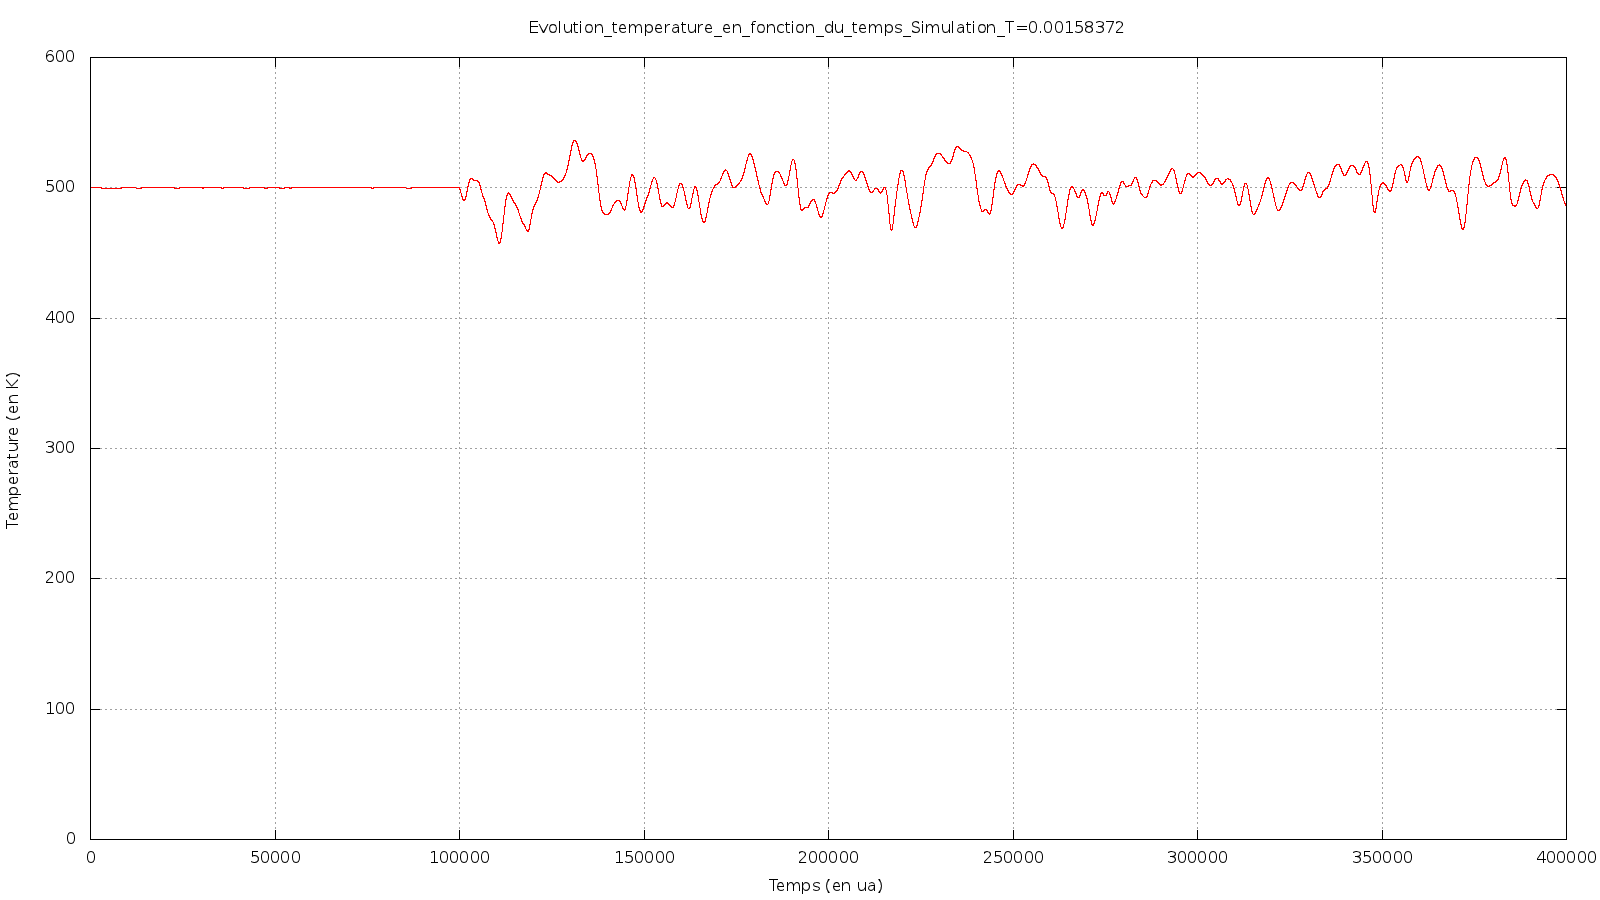 Evolution_temperature_en_fonction_du_temps_Simulation_T=0.00158372
600
500
400
300
200
100
0
Temperature (en K)
0 50000 100000 150000 200000 250000 300000 350000 400000
Temps (en ua)